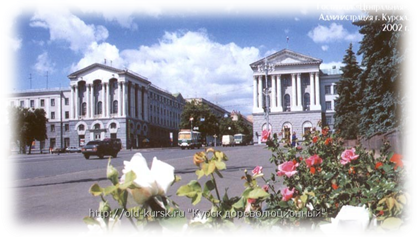 Администрация г. Курска
2002 г
http://old-kursk.ru "Курск дореволюционный"